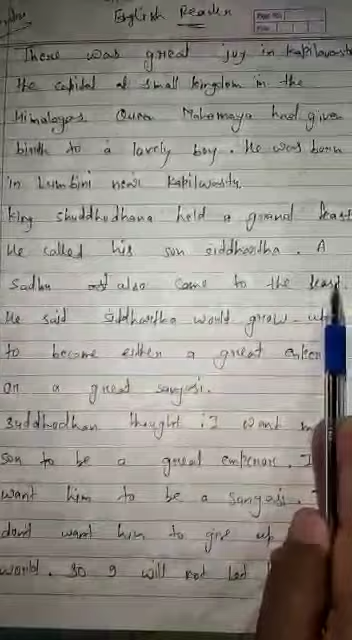 English Reader
There was great joy in Kapilavastu
the capital of small kingdom in the
Himalayas Queen Mahamaya had given
birth to a lovely boy. He was born
in Lumbini near Kapilvastu
King Shuddhodhana held a grand feast
He called his son siddhartha. A
Sadhu also came to the feast.
He said siddhartha would grow up
to become either a great
or a great sanyasi.
Suddhodhan thought : I want
son to be a great emperor.
want him to be a sanyasi.
don't want him to give up
world. So I will not let